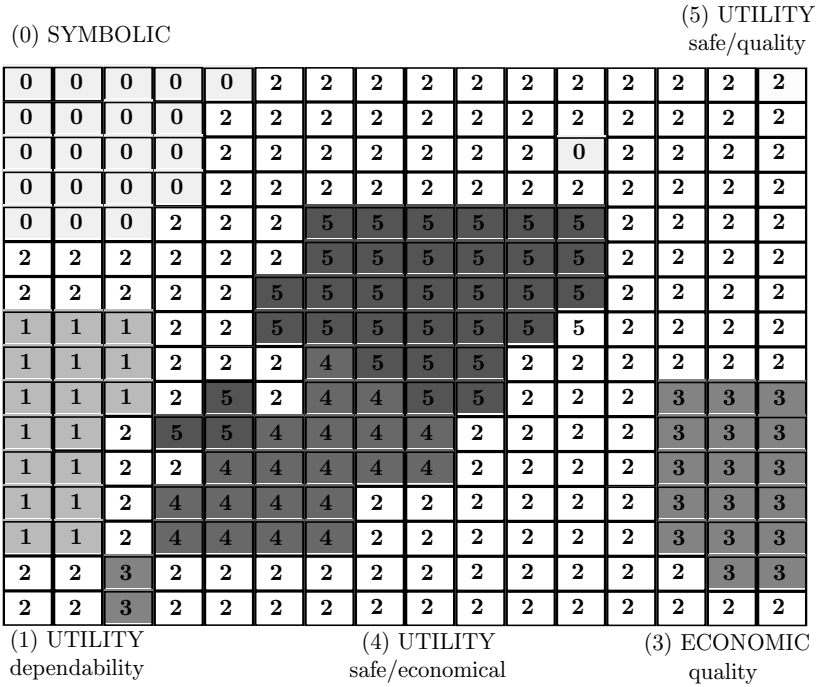 (5) UTILITY
(0) SYMBOLIC
safe/quality
0 0 0 0 0 2 2 2 2 2 2 2 2 2 2 2
0 0 0 0 2 2 2 2 2 2 2 2 2 2 2 2
0 0 0 0 2 2 2 2 2 2 2 0 2 2 2 2
0 0 0 0 2 2 2 2 2 2 2 2 2 2 2 2
0 0 0 2 2 2 5 5 5 5 5 5 2 2 2 2
2 2 2 2 2 2 5 5 5 5 5 5 2 2 2 2
2 2 2 2 2 5 5 5 5 5 5 5 2 2 2 2
1 1 1 2 2 5 5 5 5 5 5 5 2 2 2 2
1 1 1 2 2 2 4 5 5 5 2 2 2 2 2 2
1 1 1 2 5 2 4 4 5 5 2 2 2 3 3 3
1 1 2 5 5 4 4 4 4 2 2 2 2 3 3 3
1 1 2 2 4 4 4 4 4 2 2 2 2 3 3 3
1 1 2 4 4 4 4 2 2 2 2 2 2 3 3 3
1 1 2 4 4 4 4 2 2 2 2 2 2 3 3 3
2 2 3 2 2 2 2 2 2 2 2 2 2 2 3 3
2 2 3 2 2 2 2 2 2 2 2 2 2 2 2 2
(1) UTILITY (4) UTILITY (3) ECONOMIC
dependability safe/economical quality